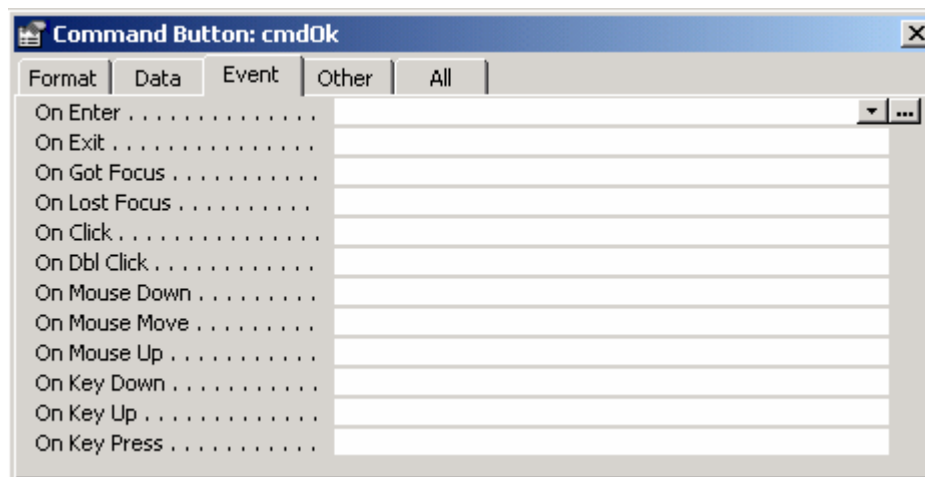 Command Button: cmdOk
Format Data Event Other All
On Enter . . . . . . . . . . . . . . .
On Exit . . . . . . . . . . . . . . . .
On Got Focus . . . . . . . . . . .
On Lost Focus . . . . . . . . . .
On Click . . . . . . . . . . . . . . . .
On Dbl Click . . . . . . . . . . . . .
On Mouse Down . . . . . . . . .
On Mouse Move . . . . . . . . .
On Mouse Up . . . . . . . . . . .
On Key Down . . . . . . . . . . .
On Key Up . . . . . . . . . . . . .
On Key Press . . . . . . . . . . .